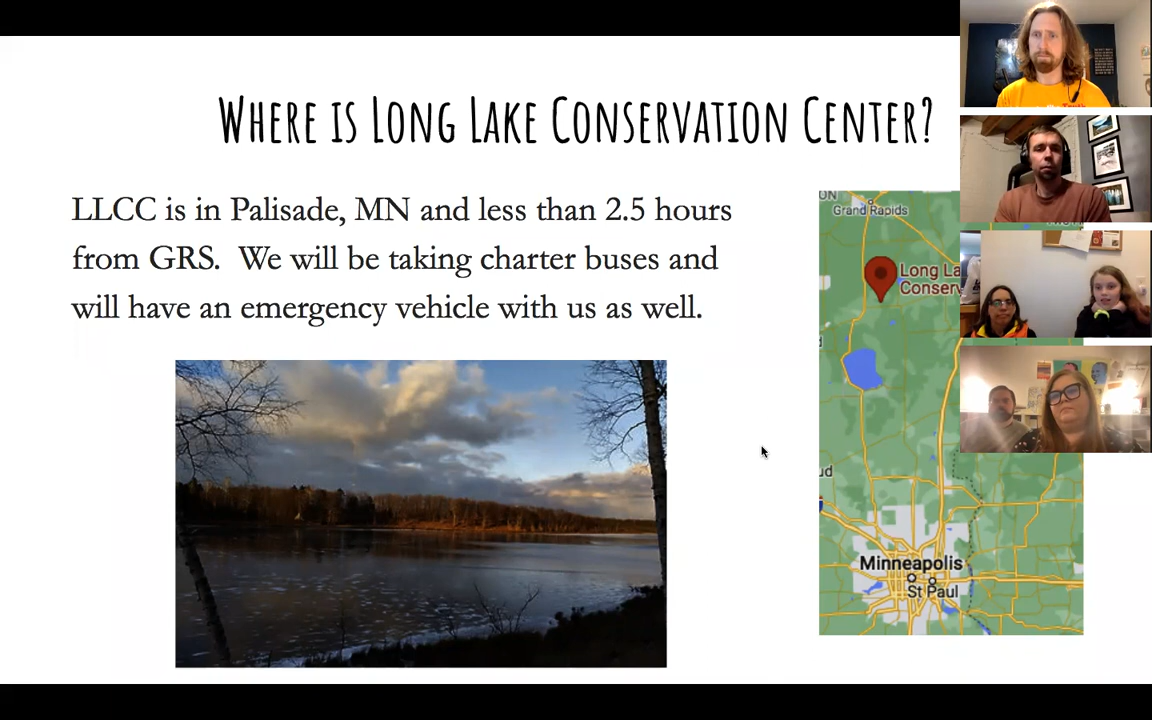 WHERE IS LONG LAKE CONSERVATION CENTER?
LLCC is in Palisade, MN and less than 2.5 hours
from GRS. We will be taking charter buses and
will have an emergency vehicle with us as well.
ON
Grand Rapids
Long La
Conserv
ud
Minneapolis
St Paul